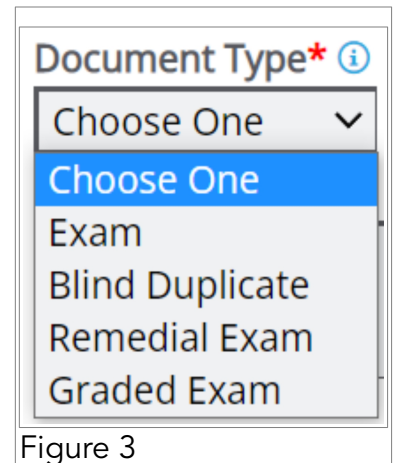 Document Type* ⓘ
Choose One
Choose One
Exam
Blind Duplicate
Remedial Exam
Graded Exam
Figure 3